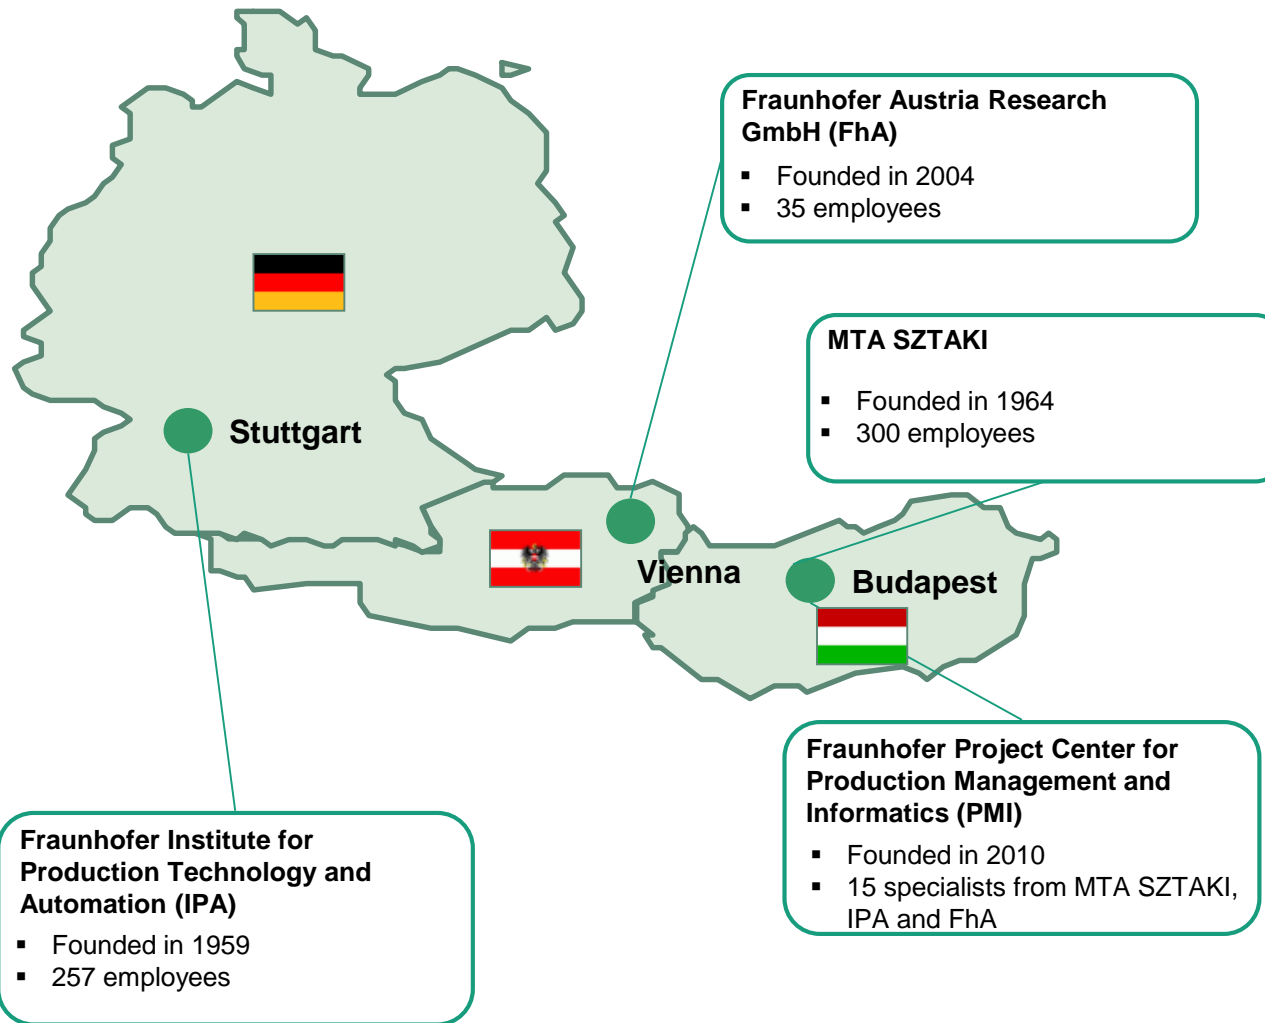 Fraunhofer Austria Research
GmbH (FhA)
▪ Founded in 2004
▪ 35 employees
MTA SZTAKI
▪ Founded in 1964
▪ 300 employees
Stuttgart
Vienna
Budapest
Fraunhofer Project Center for
Production Management and
Informatics (PMI)
▪ Founded in 2010
▪ 15 specialists from MTA SZTAKI,
IPA and FhA
Fraunhofer Institute for
Production Technology and
Automation (IPA)
▪ Founded in 1959
▪ 257 employees